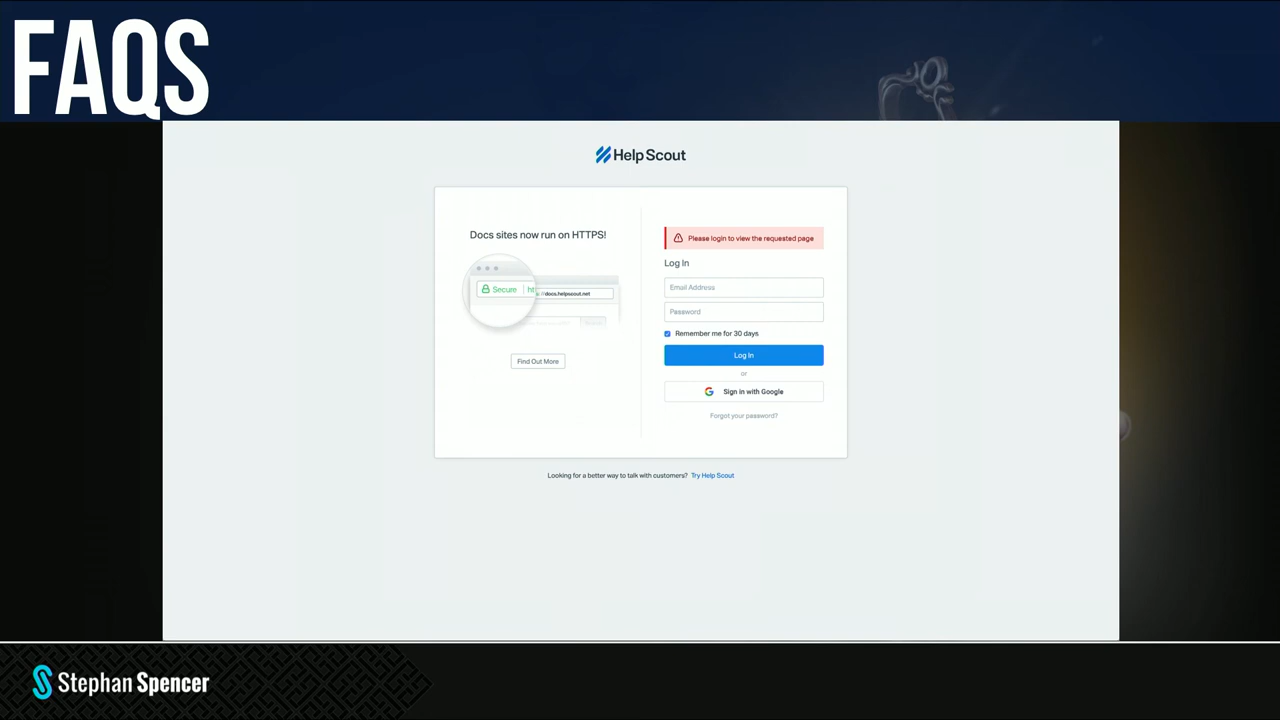 FAQS
Help Scout
Docs sites now run on HTTPS!
Secure
ht
://docs.helpscout.net
Find Out More
Please login to view the requested page
Log In
Email Address
Password
Remember me for 30 days
Log In
or
Sign in with Google
Forgot your password?
Looking for a better way to talk with customers? Try Help Scout
Stephan Spencer